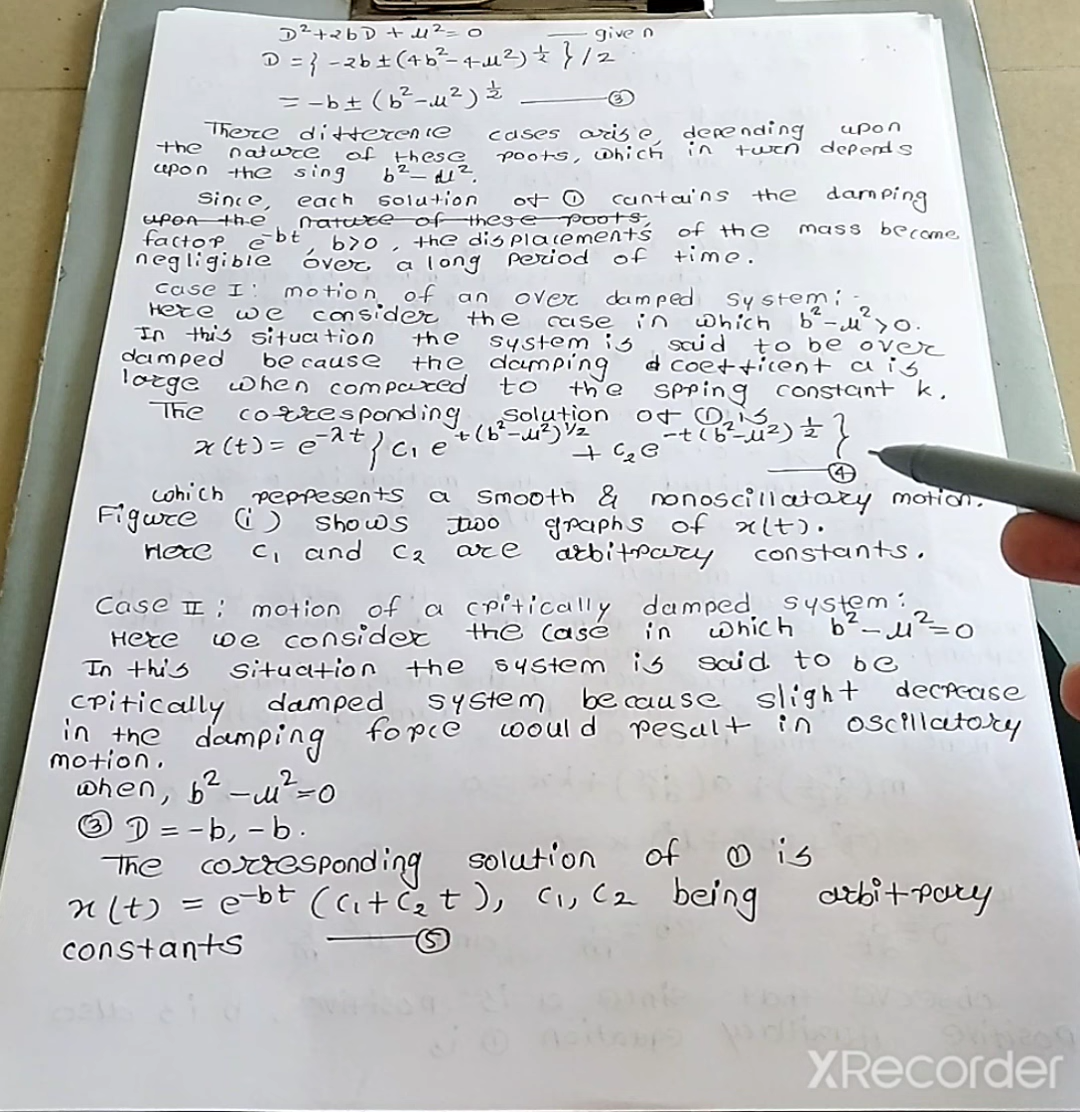 D²+2bD + μ²=0 —— given
D = { -2b ± (4b² - 4μ²) ½ } / 2
= -b ± (b² - μ²) ½ —— ③
There difference cases arise, depending upon
the nature of these roots, which in turn depends
upon the sing b² - μ².
Since, each solution of ① cantains the damping
upon the nature of these roots,
factor e^-bt, b>0, the displacements of the mass become
negligible over a long period of time.
Case I: motion of an over damped system:-
Here we consider the case in which b² - μ² > 0.
In this situation the system is said to be over
damped because the damping coefficent a is
large when compared to the spping constant k.
The corresponding solution of ① is
x(t) = e^-λt { c₁ e^t(b²-μ²)^1/2 + c₂e^-t(b²-μ²)½ }
—— ④
which reppesents a smooth & nonoscillatory motion.
Figure (i) shows two graphs of x(t).
Here c₁ and c₂ are arbitrary constants.
Case II: motion of a critically damped system:
Here we consider the case in which b² - μ² = 0
In this situation the system is said to be
critically damped system because slight decrease
in the damping force would resalt in oscillatory
motion.
when, b² - μ² = 0
③ D = -b, -b.
The corresponding solution of ① is
x(t) = e^-bt (c₁ + c₂ t), c₁, c₂ being arbitrary
constants —— ⑤
XRecorder